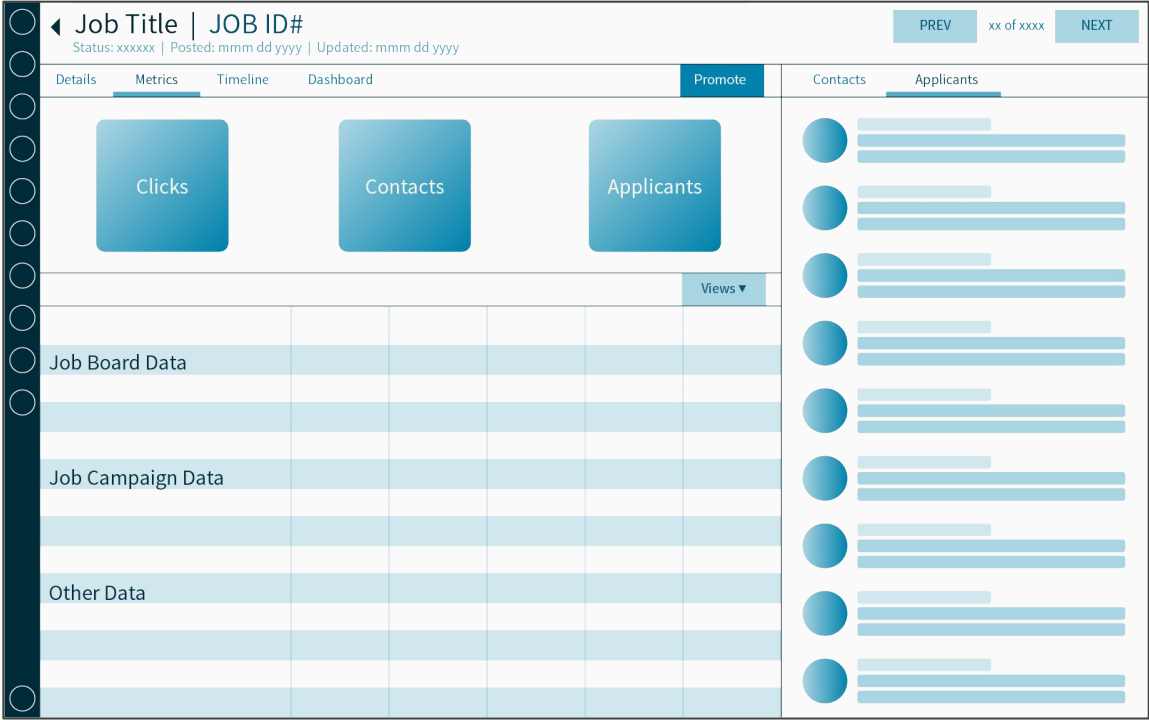 Job Title | JOB ID#
Status: xxxxxx | Posted: mmm dd yyyy | Updated: mmm dd yyyy
PREV
xx of xxxx
NEXT
Details
Metrics
Timeline
Dashboard
Promote
Contacts
Applicants
Clicks
Contacts
Applicants
Views ▼
Job Board Data
Job Campaign Data
Other Data